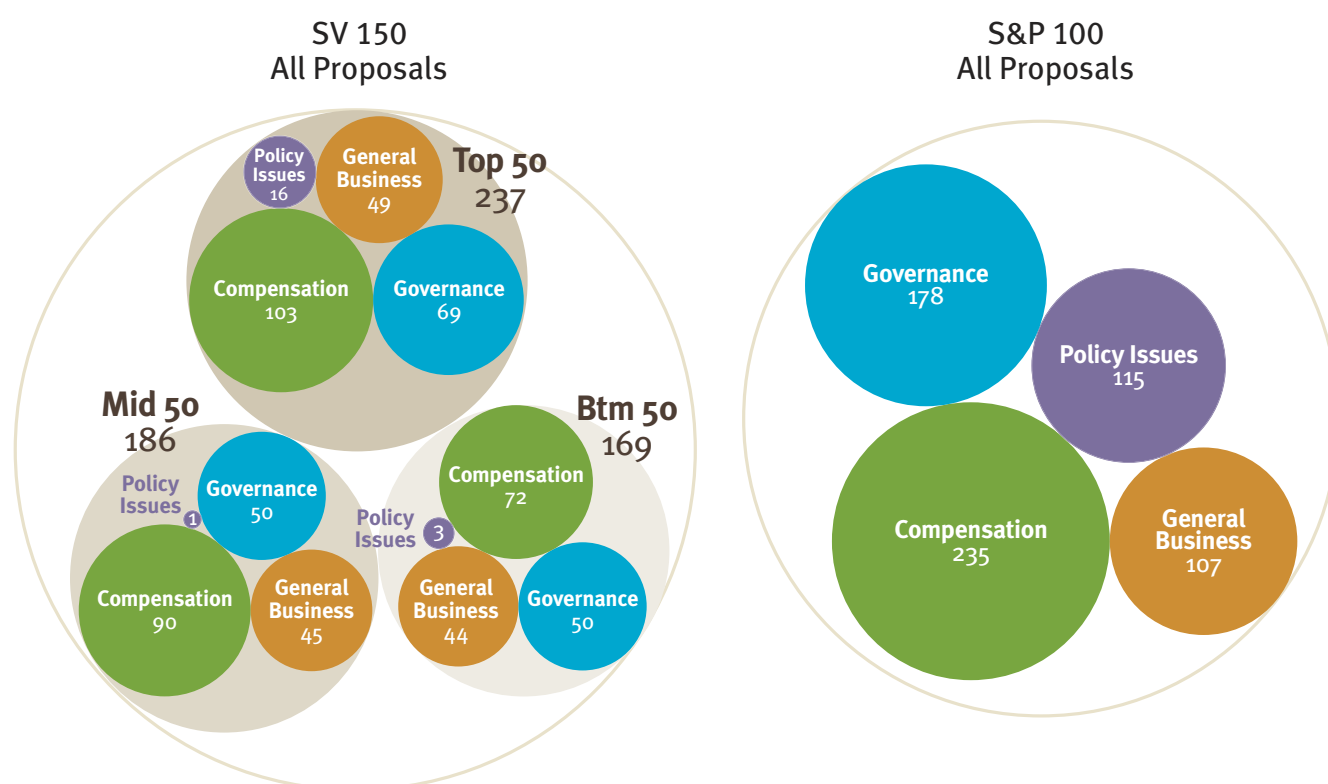 SV 150
All Proposals
Policy
Issues
16
General
Business
49
Top 50
237
Compensation
103
Governance
69
Mid 50
186
Policy
Issues
1
Governance
50
Compensation
90
General
Business
45
Btm 50
169
Compensation
72
Policy
Issues
3
General
Business
44
Governance
50
S&P 100
All Proposals
Governance
178
Policy Issues
115
Compensation
235
General
Business
107